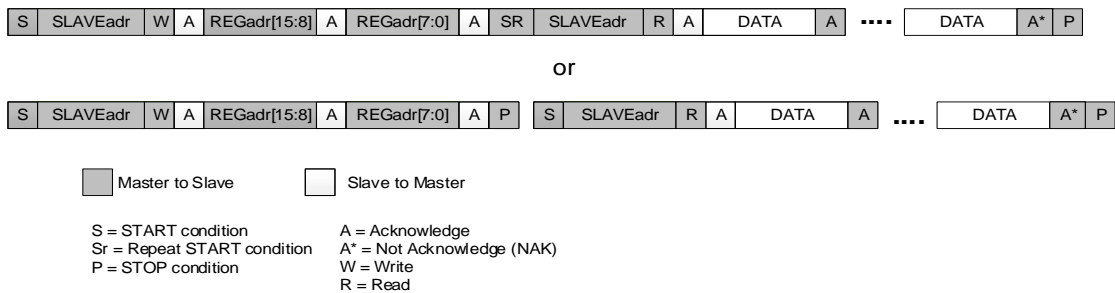 S SLAVEadr W A REGadr[15:8] A REGadr[7:0] A SR SLAVEadr R A DATA A .... DATA A* P
or
S SLAVEadr W A REGadr[15:8] A REGadr[7:0] A P S SLAVEadr R A DATA A .... DATA A* P
Master to Slave Slave to Master
S = START condition A = Acknowledge
Sr = Repeat START condition A* = Not Acknowledge (NAK)
P = STOP condition W = Write
R = Read